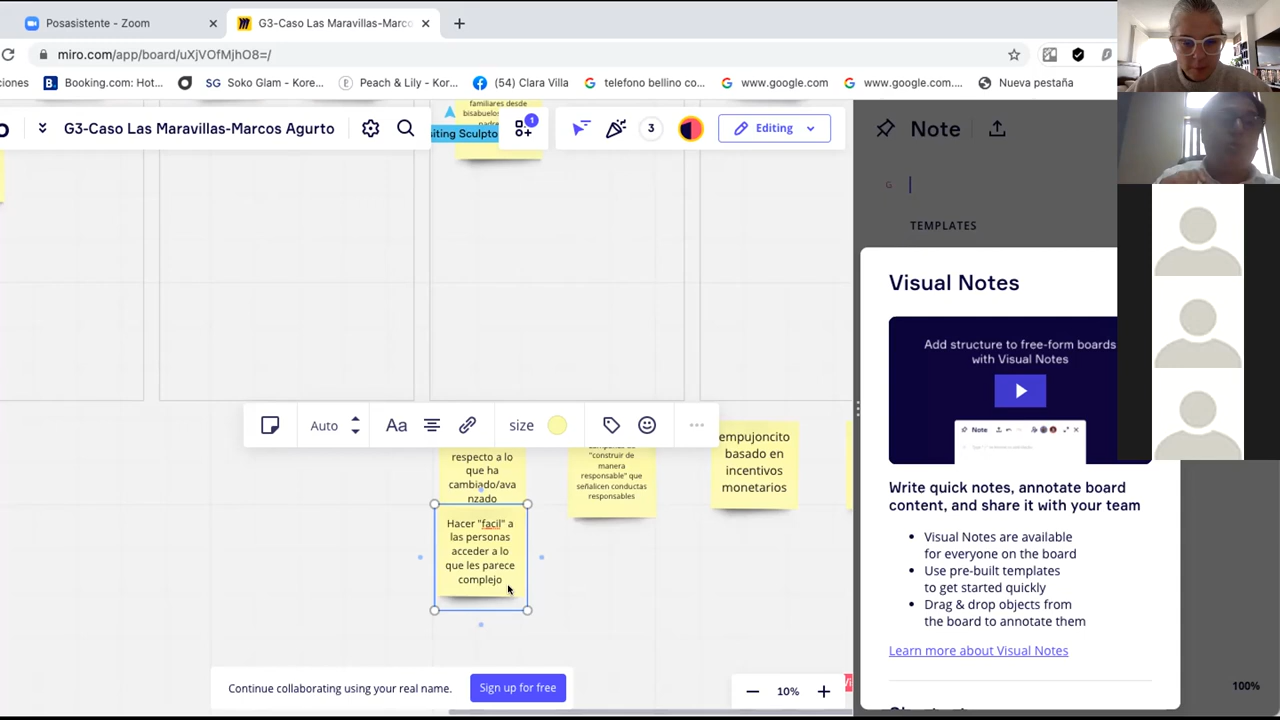 Posasistente - Zoom
G3-Caso Las Maravillas-Marco
miro.com/app/board/uXjVOfMjhO8=/
ciones
Booking.com: Hot...
SG Soko Glam - Kore...
Peach & Lily - Kor...
(54) Clara Villa
telefono bellino co...
www.google.com
www.google.com....
Nueva pestaña
familiares desde
bisabuelos
G3-Caso Las Maravillas-Marcos Agurto
siting Sculpto
1
3
Editing
Note
G
TEMPLATES
Visual Notes
Add structure to free-form boards
with Visual Notes
Note
Write quick notes, annotate board
content, and share it with your team
Visual Notes are available
for everyone on the board
Use pre-built templates
to get started quickly
Drag & drop objects from
the board to annotate them
Learn more about Visual Notes
Auto
Aa
size
respecto a lo
que ha
cambiado/ava
nzado
"construir de
manera
responsable" que
señalicen conductas
responsables
empujoncito
basado en
incentivos
monetarios
Hacer "facil" a
las personas
acceder a lo
que les parece
complejo
Continue collaborating using your real name.
Sign up for free
10%
100%